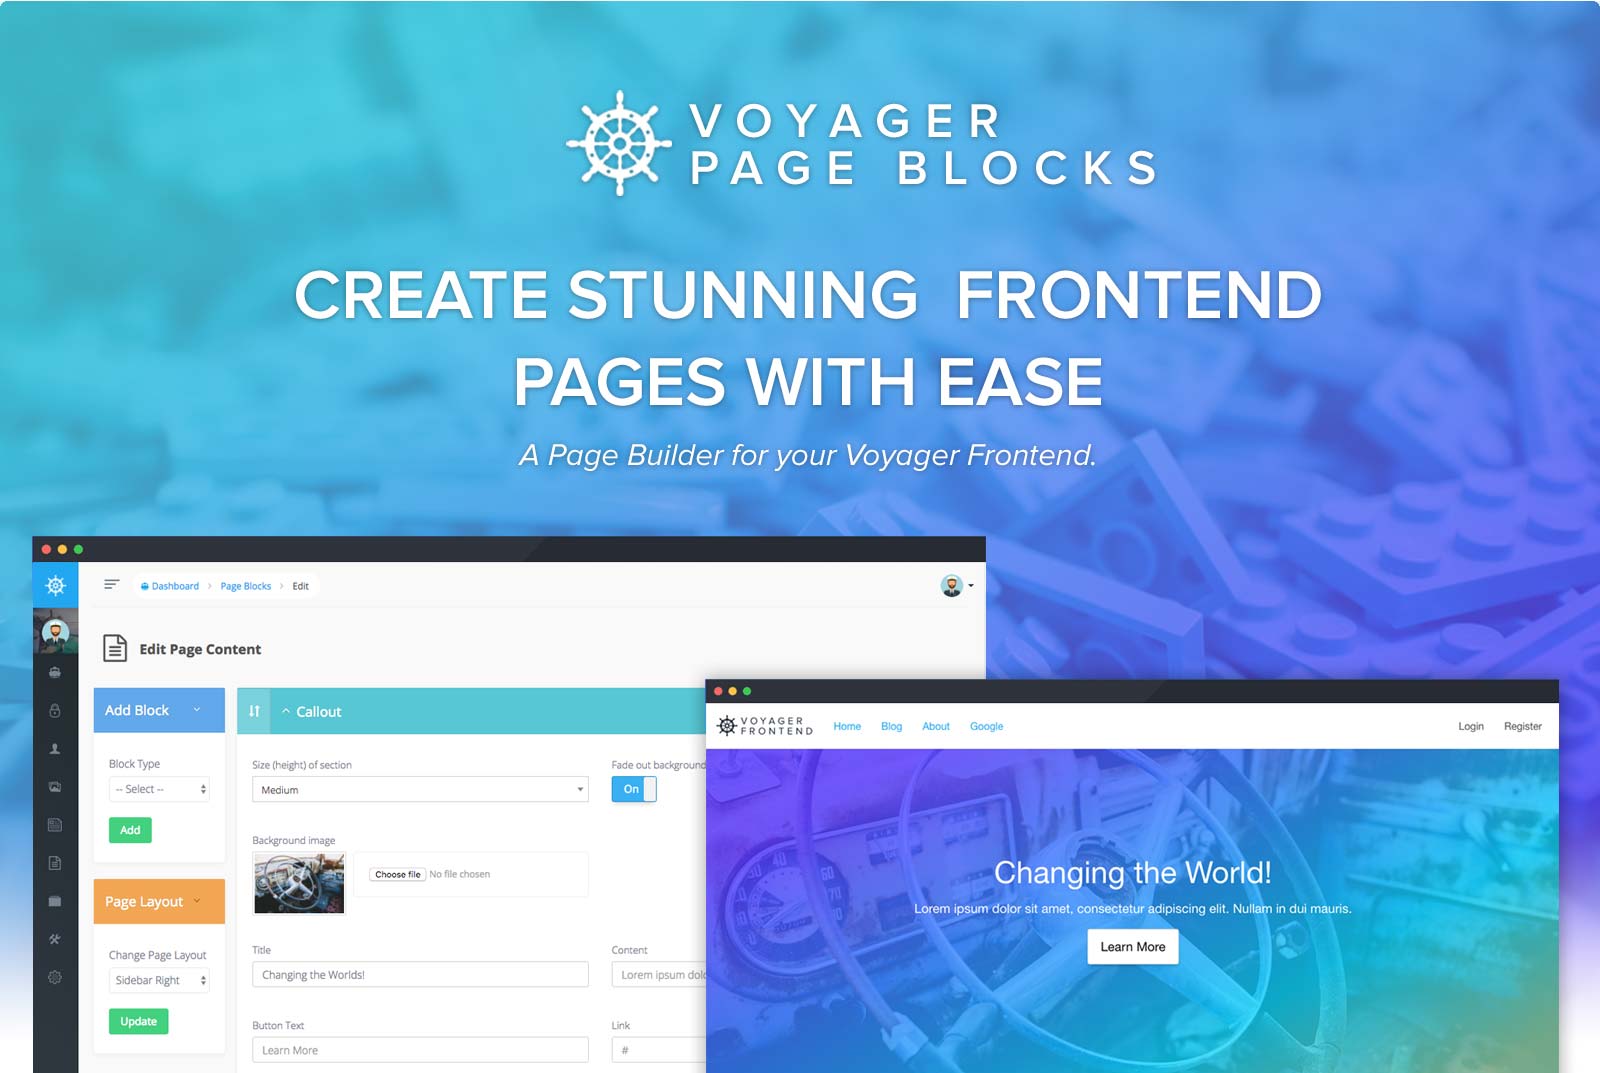 VOYAGER
PAGE BLOCKS
CREATE STUNNING FRONTEND
PAGES WITH EASE
A Page Builder for your Voyager Frontend.
Dashboard > Page Blocks > Edit
Edit Page Content
Add Block
Block Type
-- Select --
Add
Page Layout
Change Page Layout
Sidebar Right
Update
Callout
Size (height) of section
Medium
Fade out background
On
Background image
Choose file No file chosen
Title
Changing the Worlds!
Content
Lorem ipsum dolo
Button Text
Learn More
Link
#
VOYAGER
FRONTEND
Home Blog About Google
Login Register
Changing the World!
Lorem ipsum dolor sit amet, consectetur adipiscing elit. Nullam in dui mauris.
Learn More